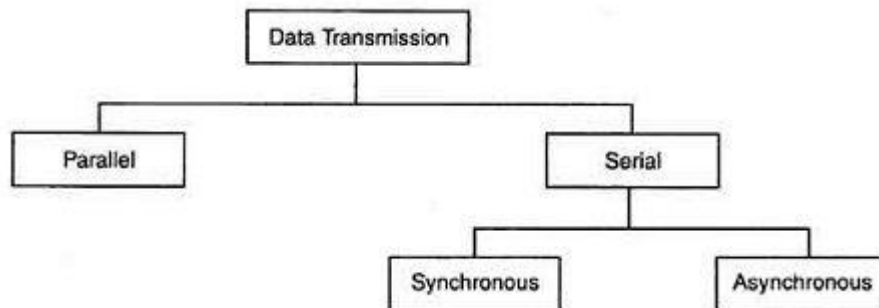 Data Transmission
Parallel
Serial
Synchronous
Asynchronous